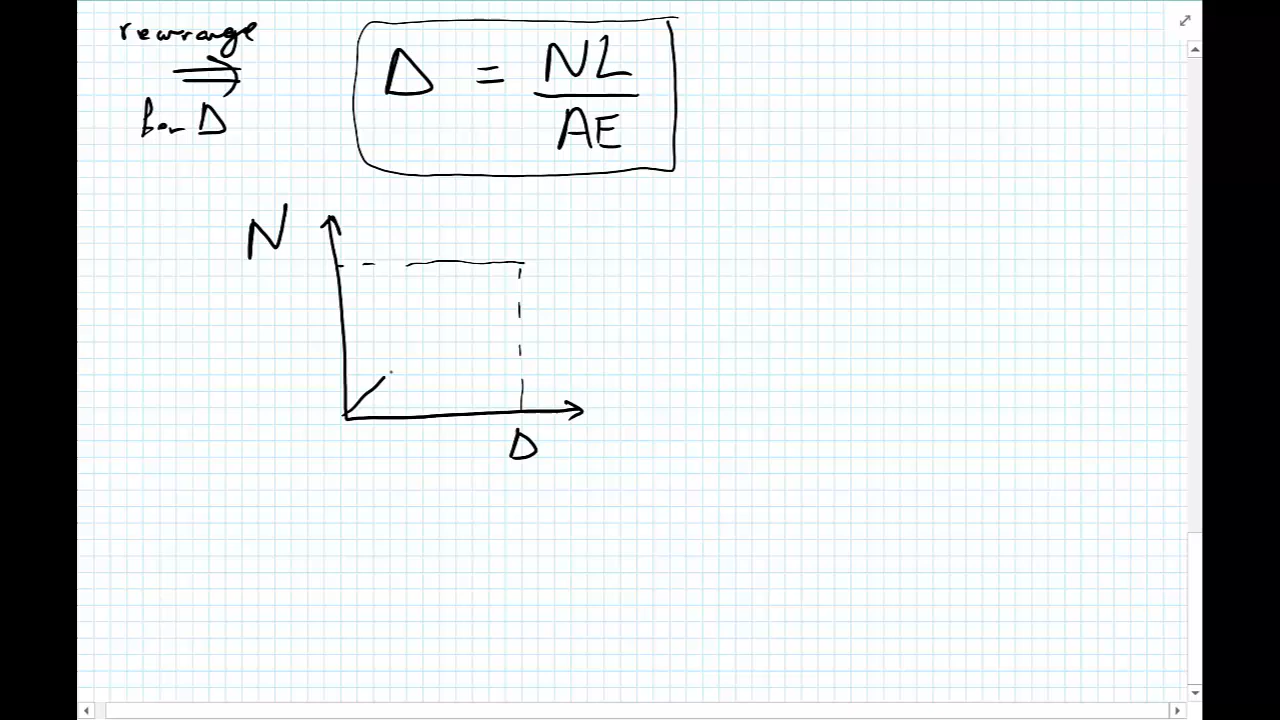 rearrange
⇒
for Δ
Δ = NL / AE
N
Δ